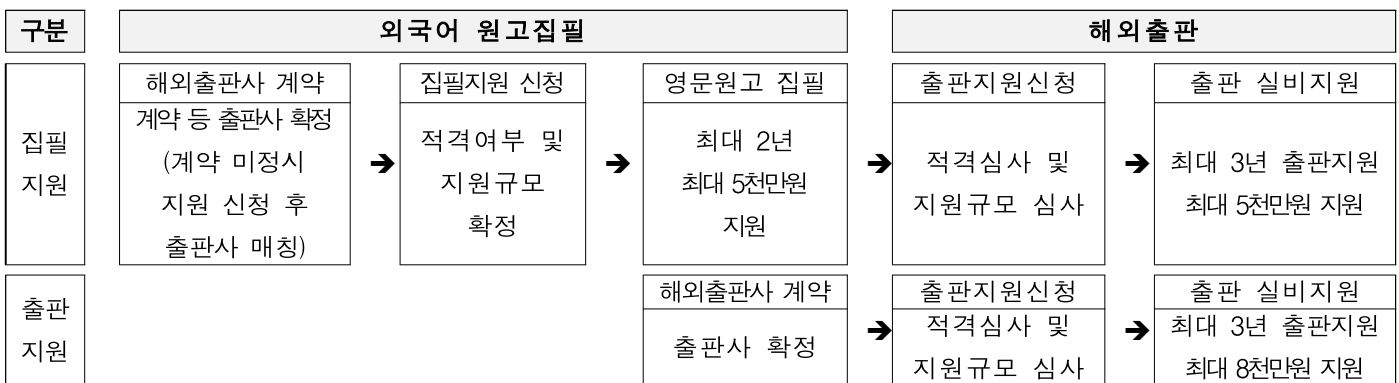 구분
외국어 원고집필
해외출판
집필
지원
해외출판사 계약
계약 등 출판사 확정
(계약 미정시
지원 신청 후
출판사 매칭)
➔
집필지원 신청
적격여부 및
지원규모
확정
➔
영문원고 집필
최대 2년
최대 5천만원
지원
➔
출판지원신청
적격심사 및
지원규모 심사
➔
출판 실비지원
최대 3년 출판지원
최대 5천만원 지원
출판
지원
해외출판사 계약
출판사 확정
➔
출판지원신청
적격심사 및
지원규모 심사
➔
출판 실비지원
최대 3년 출판지원
최대 8천만원 지원